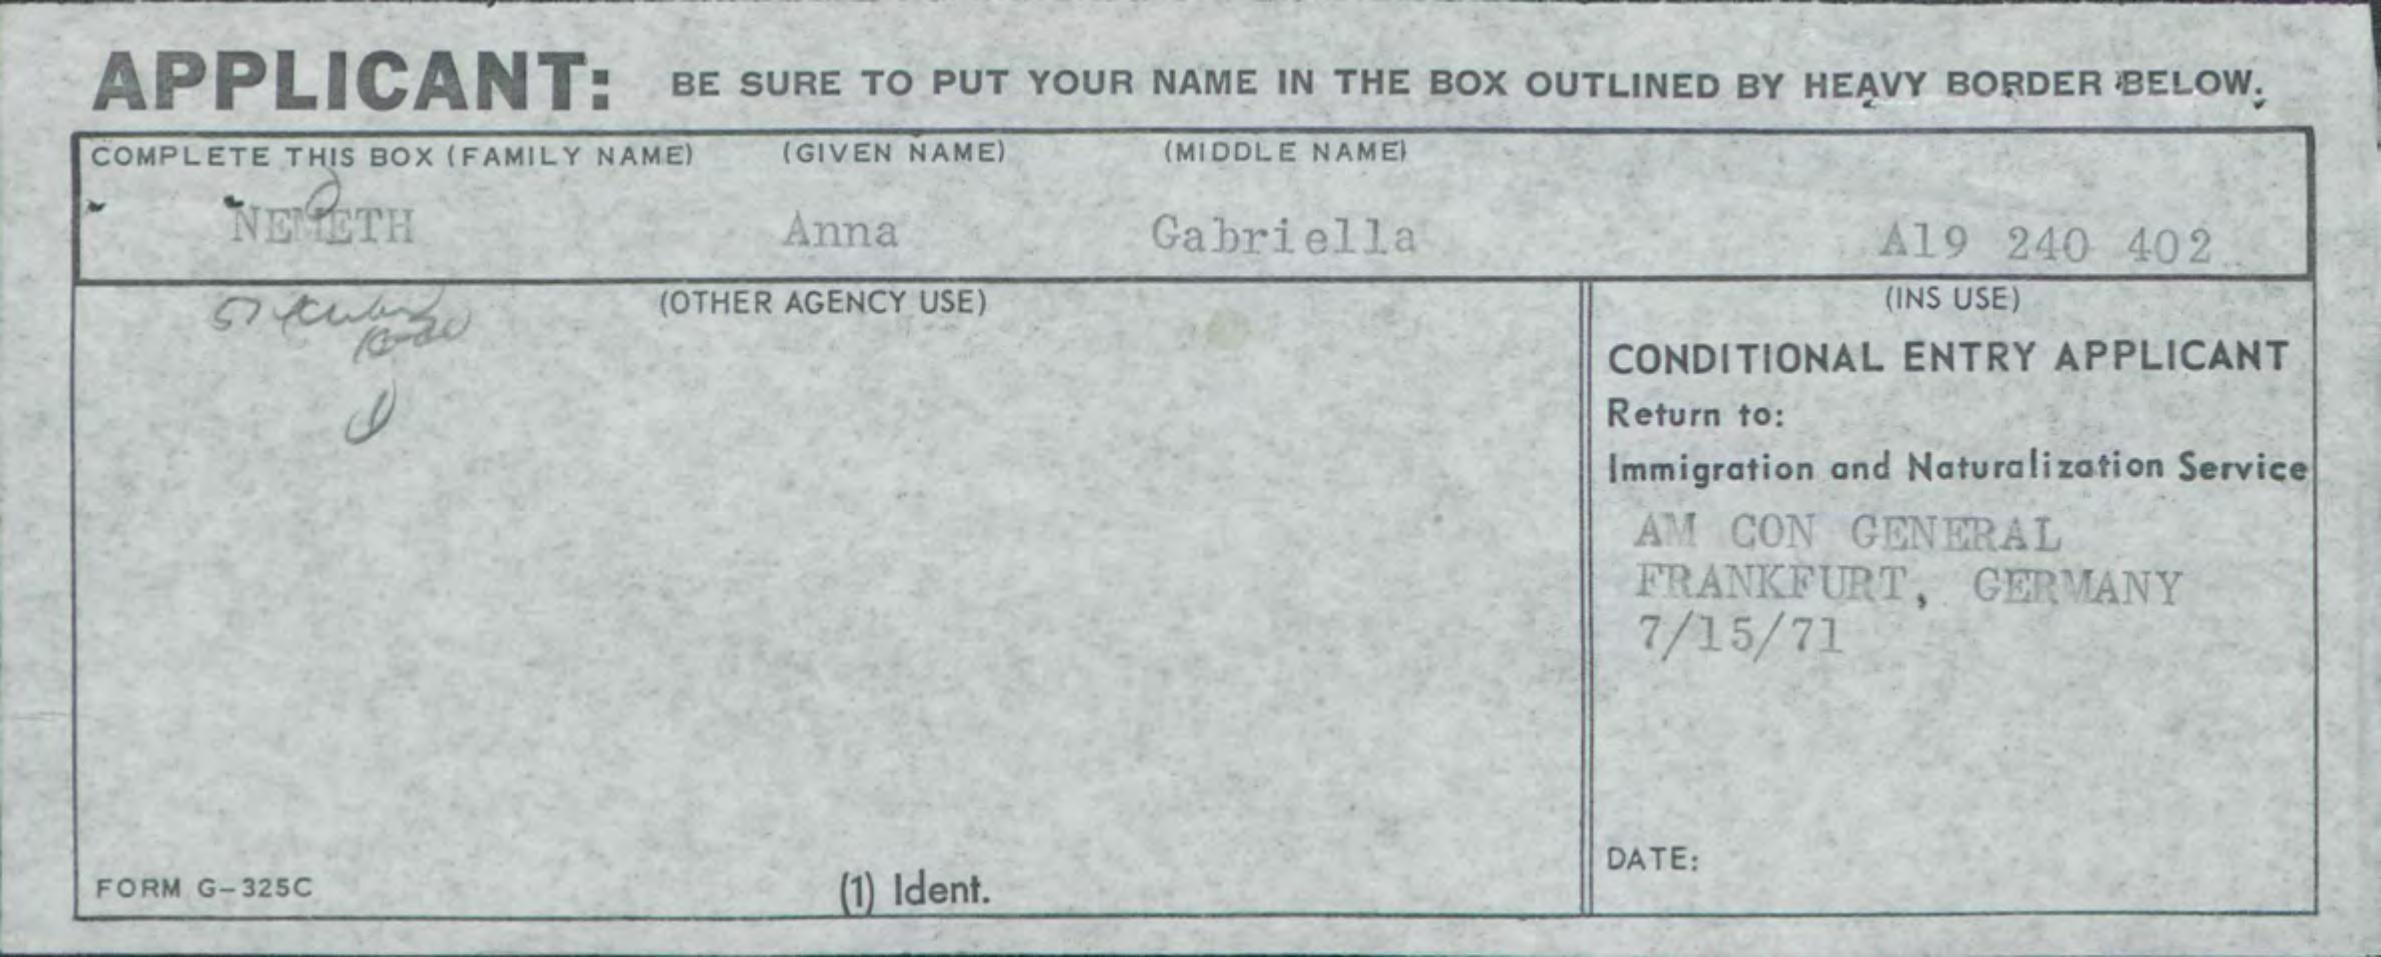 APPLICANT: BE SURE TO PUT YOUR NAME IN THE BOX OUTLINED BY HEAVY BORDER BELOW.
COMPLETE THIS BOX (FAMILY NAME) (GIVEN NAME) (MIDDLE NAME)
NEMETH Anna Gabriella A19 240 402
(OTHER AGENCY USE) (INS USE)
CONDITIONAL ENTRY APPLICANT
Return to:
Immigration and Naturalization Service
AM CON GENERAL
FRANKFURT, GERMANY
7/15/71
DATE:
FORM G-325C (1) Ident.